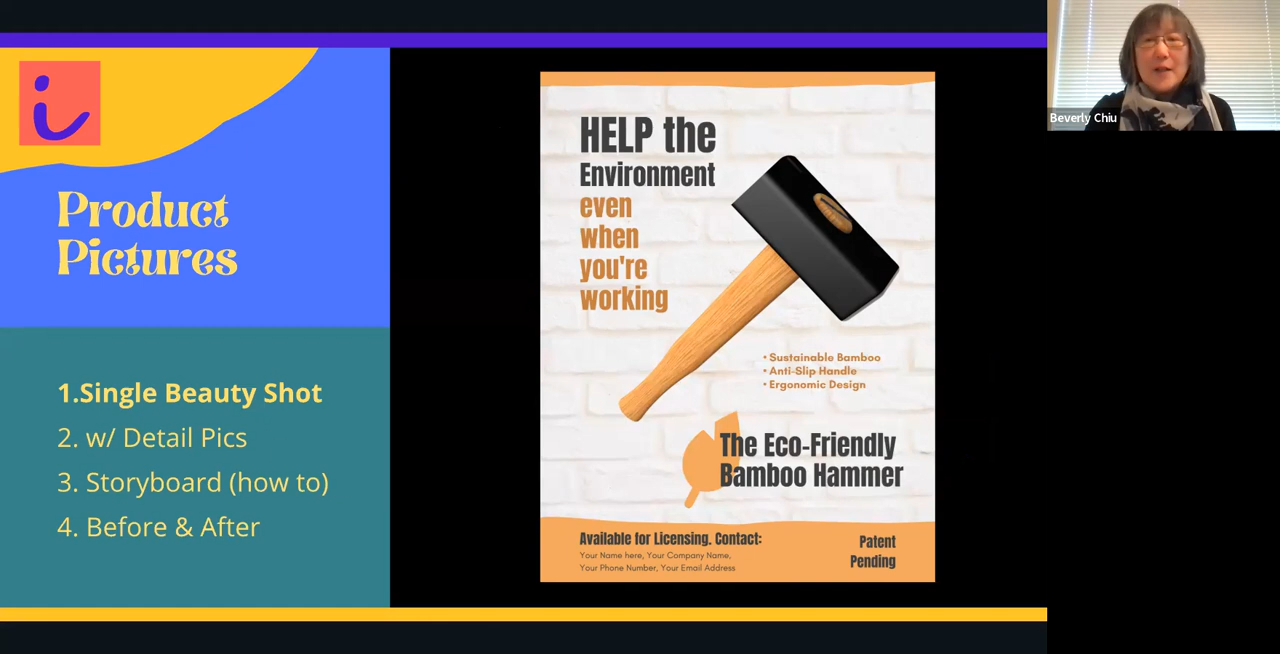 Product
Pictures
1.Single Beauty Shot
2. w/ Detail Pics
3. Storyboard (how to)
4. Before & After
HELP the
Environment
even
when
you're
working
• Sustainable Bamboo
• Anti-Slip Handle
• Ergonomic Design
The Eco-Friendly
Bamboo Hammer
Available for Licensing. Contact:
Your Name here, Your Company Name,
Your Phone Number, Your Email Address
Patent
Pending
Beverly Chiu